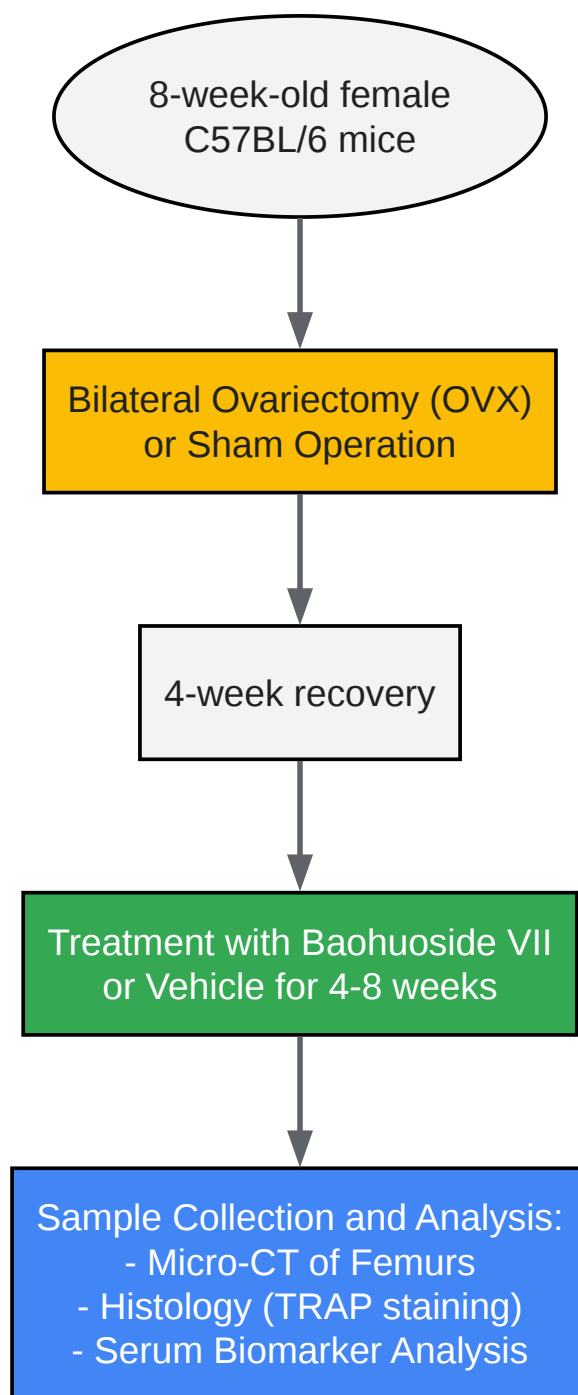 8-week-old female
C57BL/6 mice
Bilateral Ovariectomy (OVX)
or Sham Operation
4-week recovery
Treatment with Baohuoside VII
or Vehicle for 4-8 weeks
Sample Collection and Analysis:
- Micro-CT of Femurs
- Histology (TRAP staining)
- Serum Biomarker Analysis